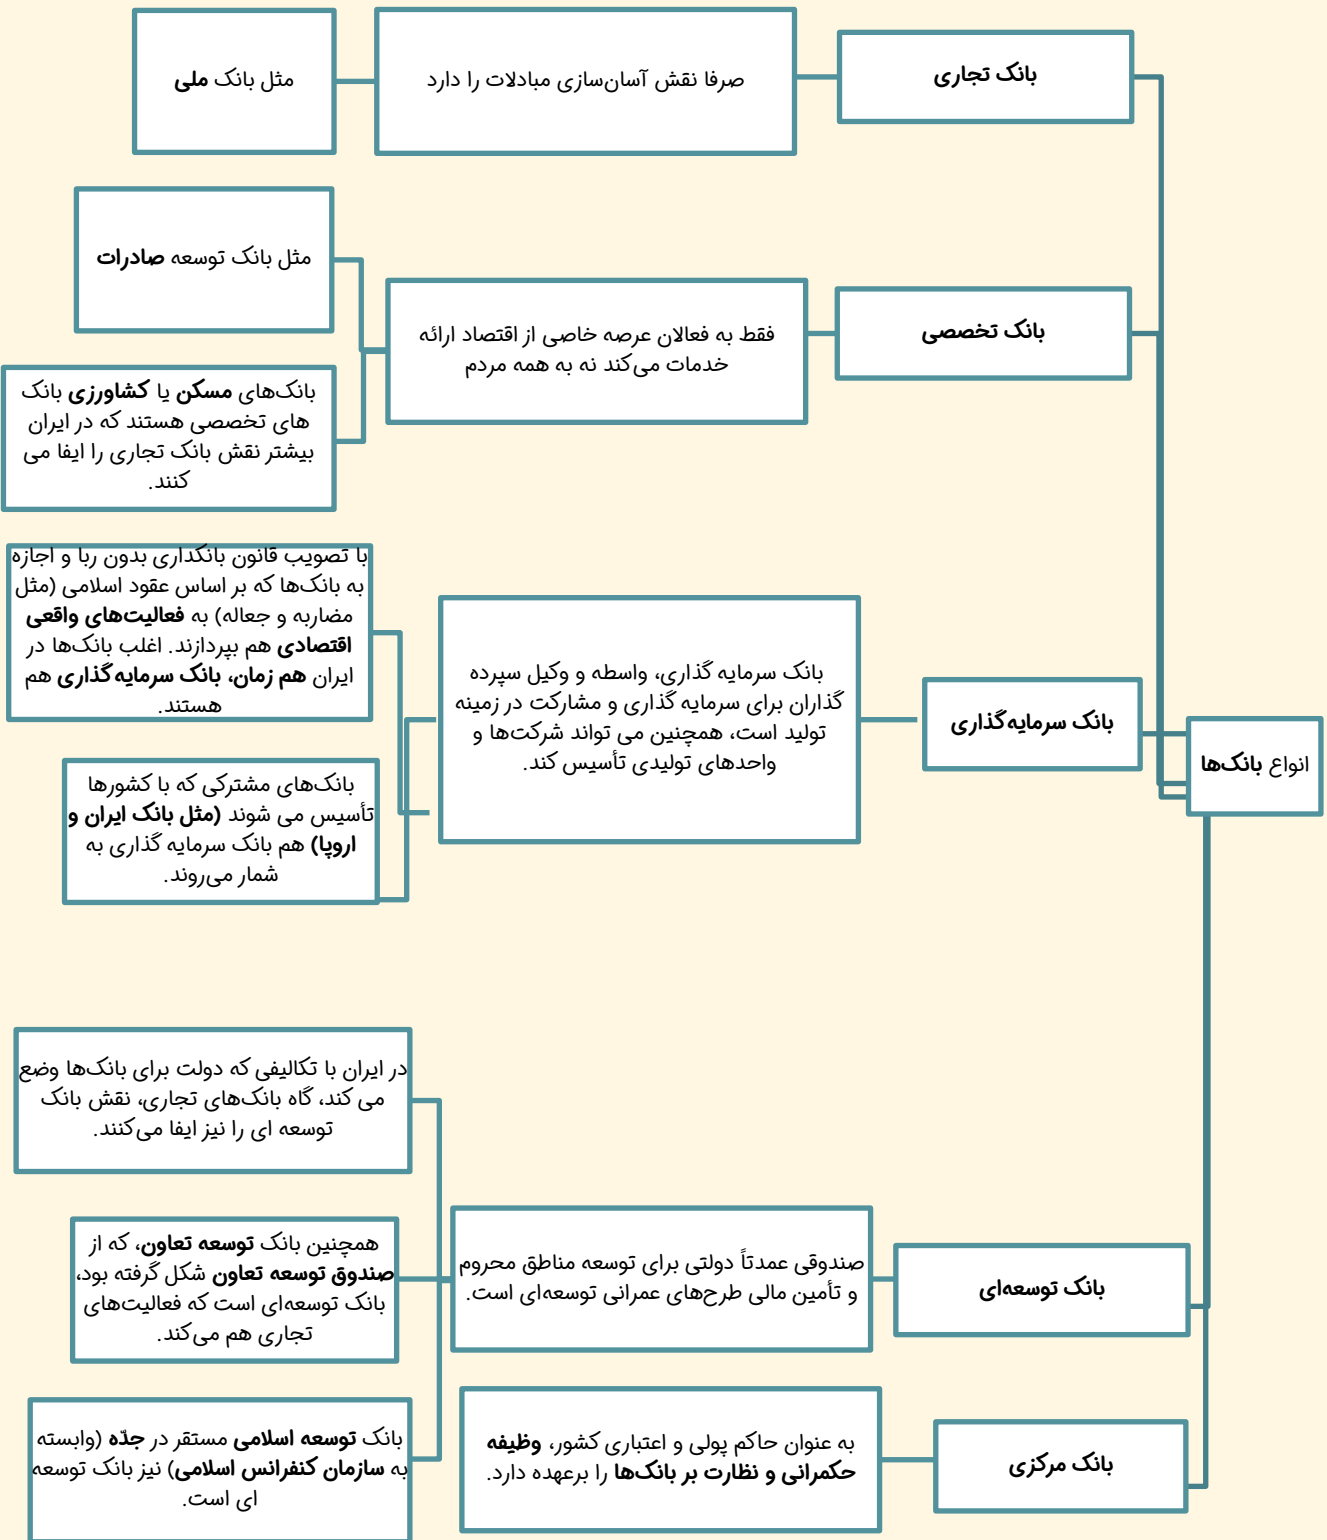 انواع بانک‌ها
بانک تجاری
صرفا نقش آسان‌سازی مبادلات را دارد
مثل بانک ملی
بانک تخصصی
فقط به فعالان عرصه خاصی از اقتصاد ارائه
خدمات می‌کند نه به همه مردم
مثل بانک توسعه صادرات
بانک‌های مسکن یا کشاورزی بانک
های تخصصی هستند که در ایران
بیشتر نقش بانک تجاری را ایفا می
کنند.
بانک سرمایه‌گذاری
بانک سرمایه گذاری، واسطه و وکیل سپرده
گذاران برای سرمایه گذاری و مشارکت در زمینه
تولید است، همچنین می تواند شرکت‌ها و
واحدهای تولیدی تأسیس کند.
با تصویب قانون بانکداری بدون ربا و اجازه
به بانک‌ها که بر اساس عقود اسلامی (مثل
مضاربه و جعاله) به فعالیت‌های واقعی
اقتصادی هم بپردازند. اغلب بانک‌ها در
ایران هم زمان، بانک سرمایه‌گذاری هم
هستند.
بانک‌های مشترکی که با کشورها
تأسیس می شوند (مثل بانک ایران و
اروپا) هم بانک سرمایه گذاری به
شمار می‌روند.
بانک توسعه‌ای
صندوقی عمدتاً دولتی برای توسعه مناطق محروم
و تأمین مالی طرح‌های عمرانی توسعه‌ای است.
در ایران با تکالیفی که دولت برای بانک‌ها وضع
می کند، گاه بانک‌های تجاری، نقش بانک
توسعه ای را نیز ایفا می‌کنند.
همچنین بانک توسعه تعاون، که از
صندوق توسعه تعاون شکل گرفته بود،
بانک توسعه‌ای است که فعالیت‌های
تجاری هم می‌کند.
بانک توسعه اسلامی مستقر در جدّه (وابسته
به سازمان کنفرانس اسلامی) نیز بانک توسعه
ای است.
بانک مرکزی
به عنوان حاکم پولی و اعتباری کشور، وظیفه
حکمرانی و نظارت بر بانک‌ها را برعهده دارد.